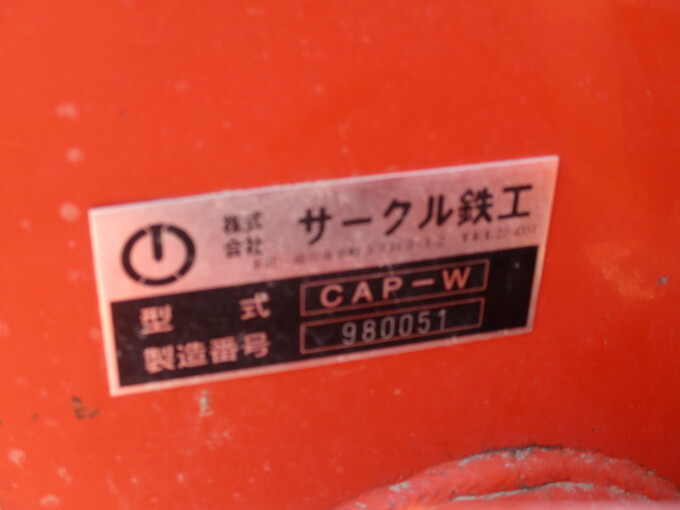 株式会社 サークル鉄工
型式 CAP-W
製造番号 980051